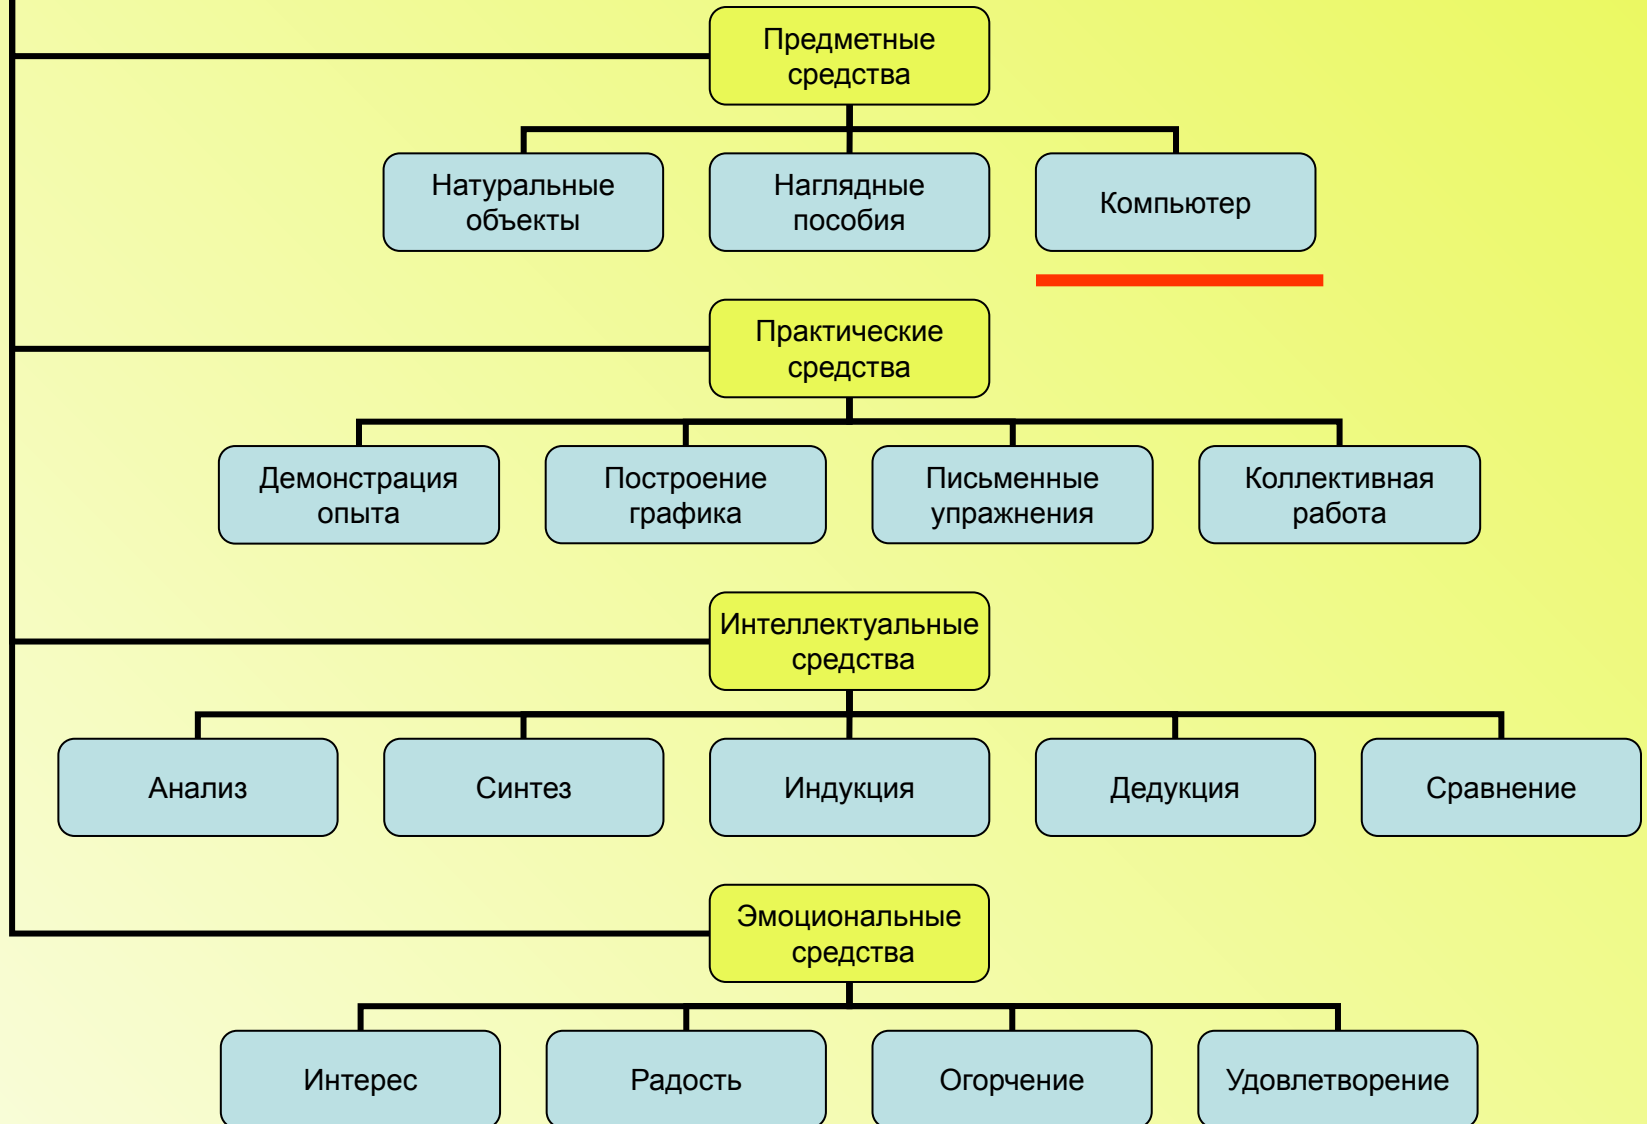 Предметные
средства
Натуральные
объекты
Наглядные
пособия
Компьютер
Практические
средства
Демонстрация
опыта
Построение
графика
Письменные
упражнения
Коллективная
работа
Интеллектуальные
средства
Анализ
Синтез
Индукция
Дедукция
Сравнение
Эмоциональные
средства
Интерес
Радость
Огорчение
Удовлетворение